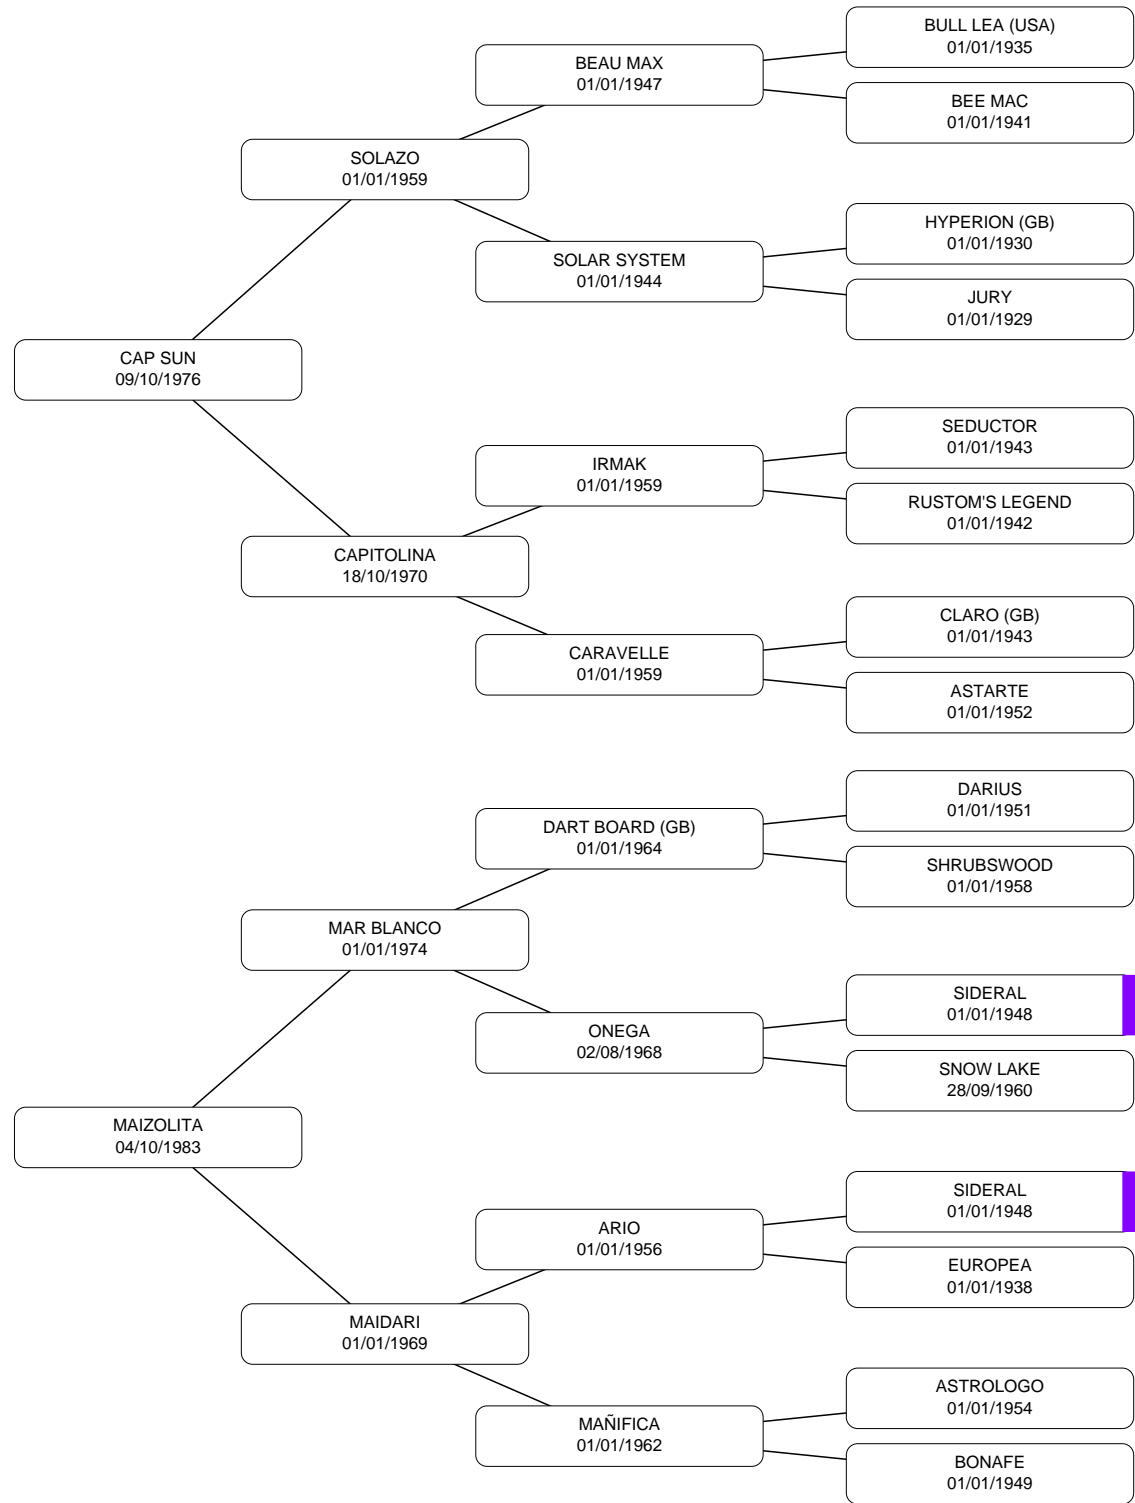 BULL LEA (USA)
01/01/1935
BEAU MAX
01/01/1947
BEE MAC
01/01/1941
SOLAZO
01/01/1959
HYPERION (GB)
01/01/1930
SOLAR SYSTEM
01/01/1944
JURY
01/01/1929
CAP SUN
09/10/1976
SEDUCTOR
01/01/1943
IRMAK
01/01/1959
RUSTOM'S LEGEND
01/01/1942
CAPITOLINA
18/10/1970
CLARO (GB)
01/01/1943
CARAVELLE
01/01/1959
ASTARTE
01/01/1952
DARIUS
01/01/1951
DART BOARD (GB)
01/01/1964
SHRUBSWOOD
01/01/1958
MAR BLANCO
01/01/1974
SIDERAL
01/01/1948
ONEGA
02/08/1968
SNOW LAKE
28/09/1960
MAIZOLITA
04/10/1983
SIDERAL
01/01/1948
ARIO
01/01/1956
EUROPEA
01/01/1938
MAIDARI
01/01/1969
ASTROLOGO
01/01/1954
MAÑIFICA
01/01/1962
BONAFE
01/01/1949